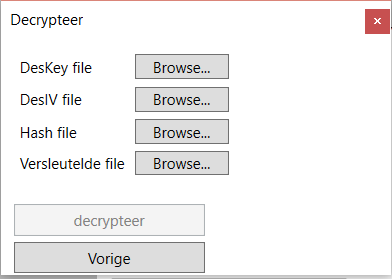 Decrypteer
DesKey file Browse...
DesIV file Browse...
Hash file Browse...
Versleutelde file Browse...
decrypteer
Vorige